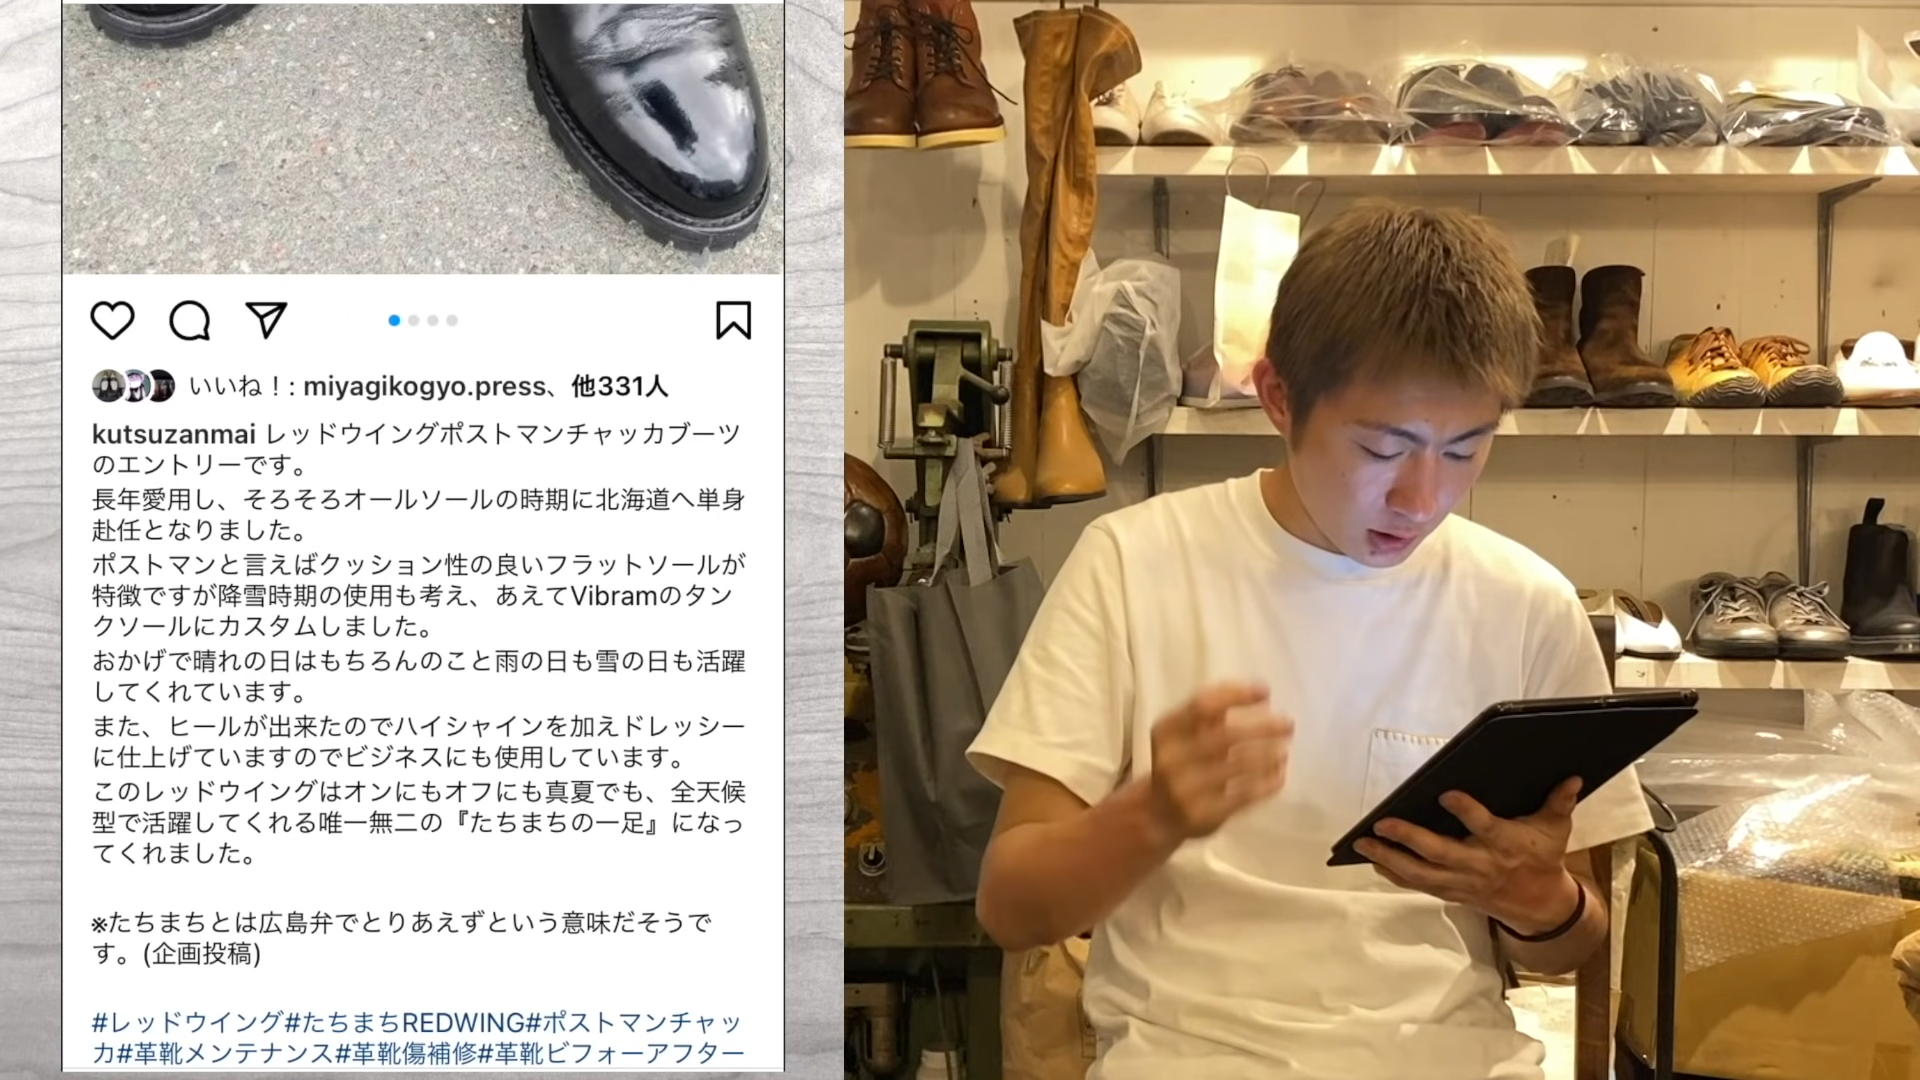 いいね！: miyagikogyo.press、他331人
kutsuzanmai レッドウイングポストマンチャッカブーツ
のエントリーです。
長年愛用し、そろそろオールソールの時期に北海道へ単身
赴任となりました。
ポストマンと言えばクッション性の良いフラットソールが
特徴ですが降雪時期の使用も考え、あえてVibramのタン
クソールにカスタムしました。
おかげで晴れの日はもちろんのこと雨の日も雪の日も活躍
してくれています。
また、ヒールが出来たのでハイシャインを加えドレッシー
に仕上げていますのでビジネスにも使用しています。
このレッドウイングはオンにもオフにも真夏でも、全天候
型で活躍してくれる唯一無二の『たちまちの一足』になっ
てくれました。
※たちまちとは広島弁でとりあえずという意味だそうで
す。(企画投稿)
#レッドウイング#たちまちREDWING#ポストマンチャッ
カ#革靴メンテナンス#革靴傷補修#革靴ビフォーアフター